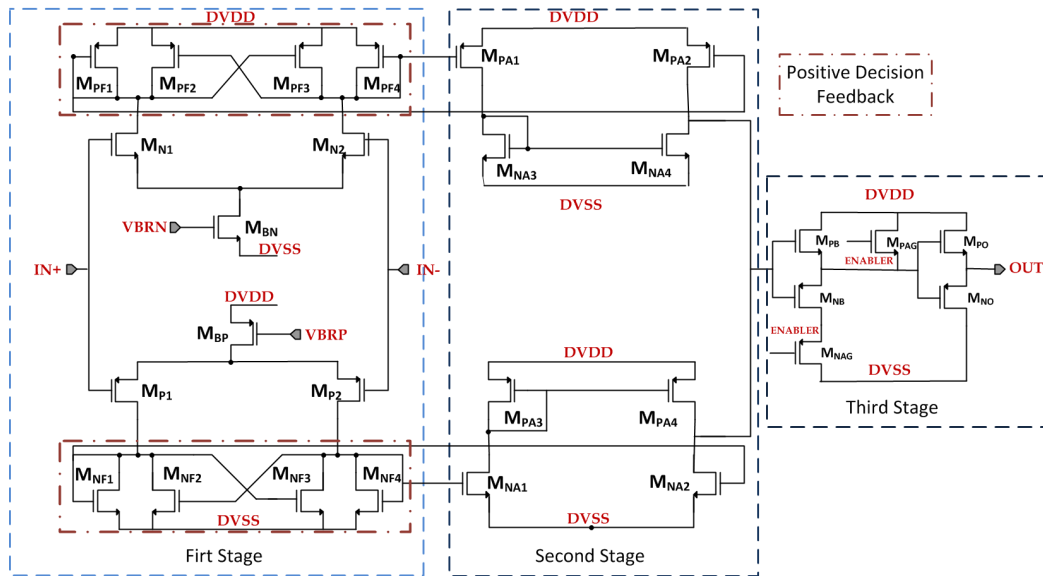 DVDD
MPF1
MPF2
MPF3
MPF4
MN1
MN2
VBRN
MBN
DVSS
IN+
IN-
DVDD
MBP
VBRP
MP1
MP2
MNF1
MNF2
MNF3
MNF4
DVSS
Firt Stage
DVDD
MPA1
MPA2
MNA3
MNA4
DVSS
DVDD
MPA3
MPA4
MNA1
MNA2
DVSS
Second Stage
Positive Decision
Feedback
DVDD
MPB
MPAG
MPO
ENABLER
OUT
MNB
MNO
ENABLER
MNAG
DVSS
Third Stage